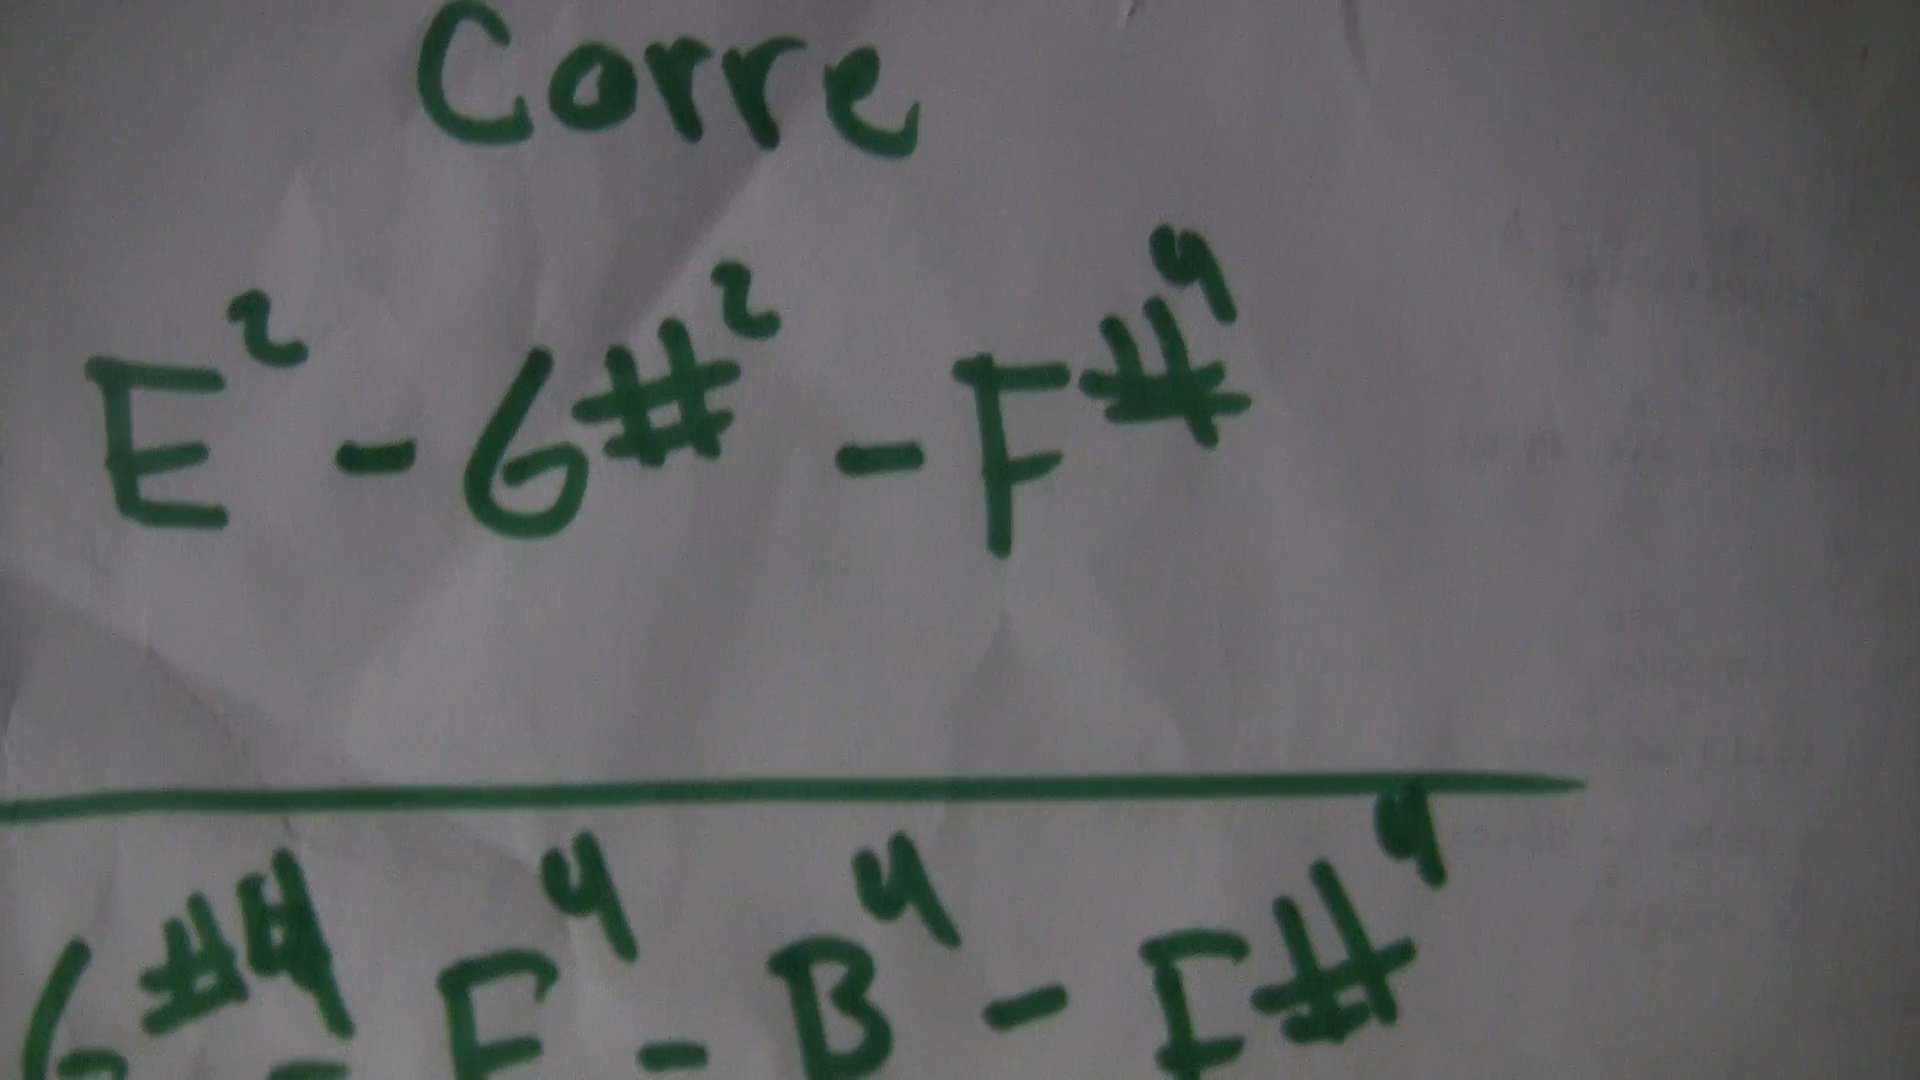 Corre
E² - G#² - F#⁴
G#⁴ - E⁴ - B⁴ - F#⁴